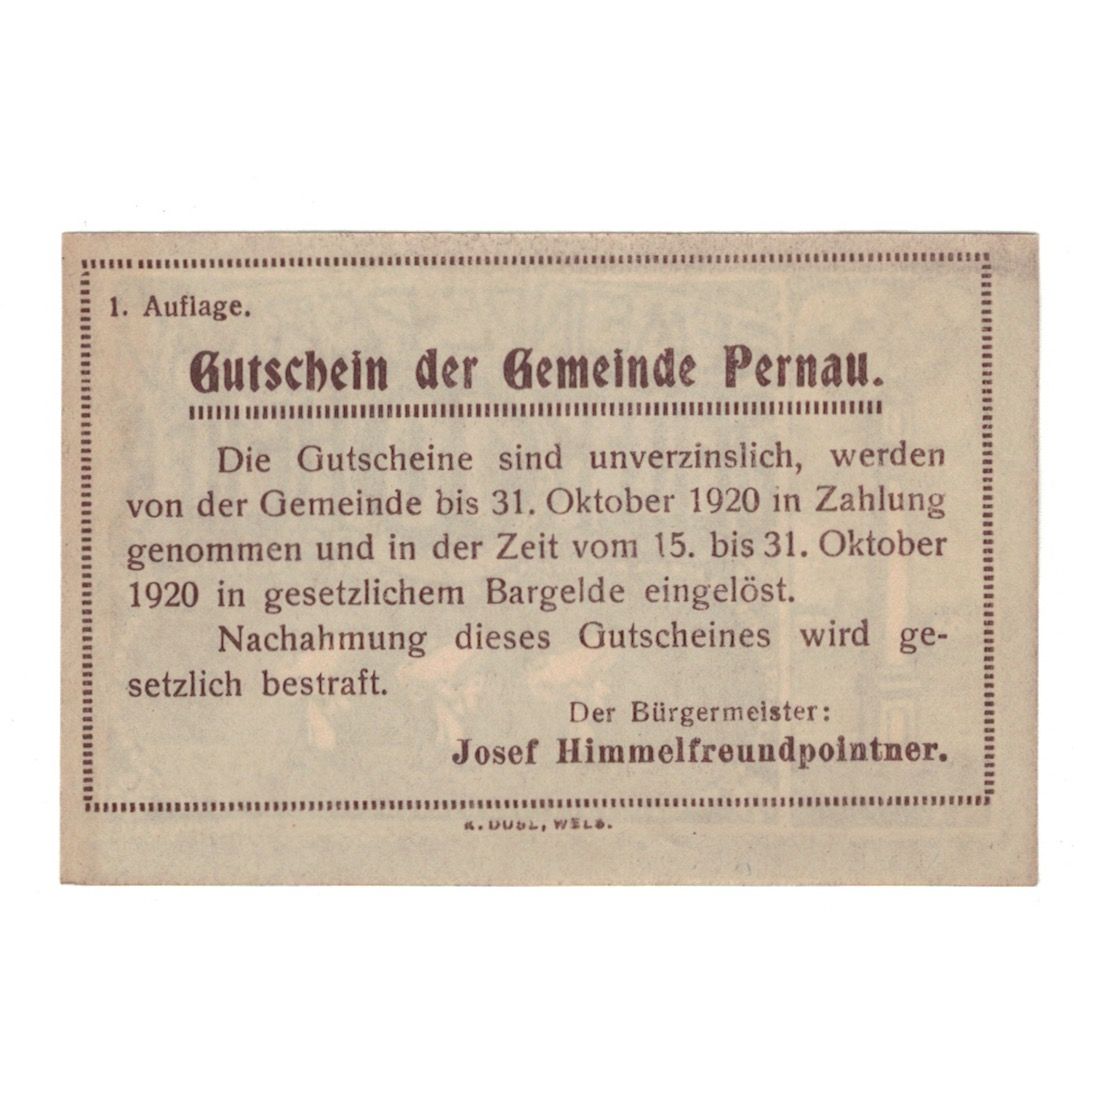 1. Auflage.
Gutschein der Gemeinde Pernau.
Die Gutscheine sind unverzinslich, werden
von der Gemeinde bis 31. Oktober 1920 in Zahlung
genommen und in der Zeit vom 15. bis 31. Oktober
1920 in gesetzlichem Bargelde eingelöst.
Nachahmung dieses Gutscheines wird ge-
setzlich bestraft.
Der Bürgermeister:
Josef Himmelfreundpointner.
K. DUSL, WELS.